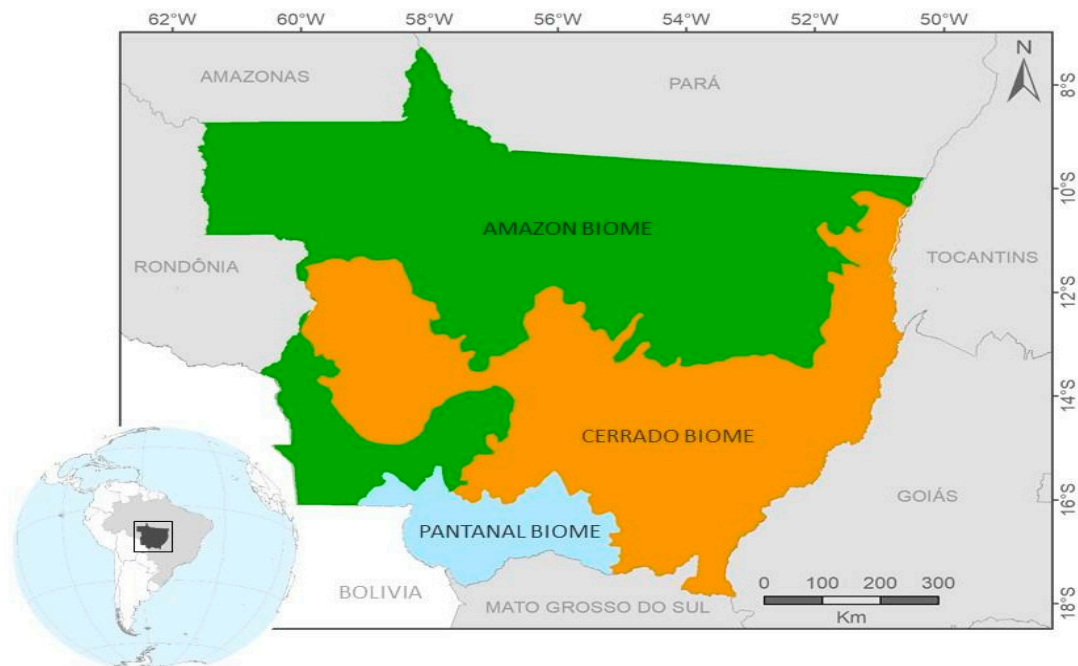 62°W 60°W 58°W 56°W 54°W 52°W 50°W
N
AMAZONAS
PARÁ
8°S
10°S
AMAZON BIOME
RONDÔNIA
TOCANTINS
12°S
14°S
CERRADO BIOME
GOIÁS
16°S
PANTANAL BIOME
BOLIVIA
MATO GROSSO DO SUL
0 100 200 300
Km
18°S